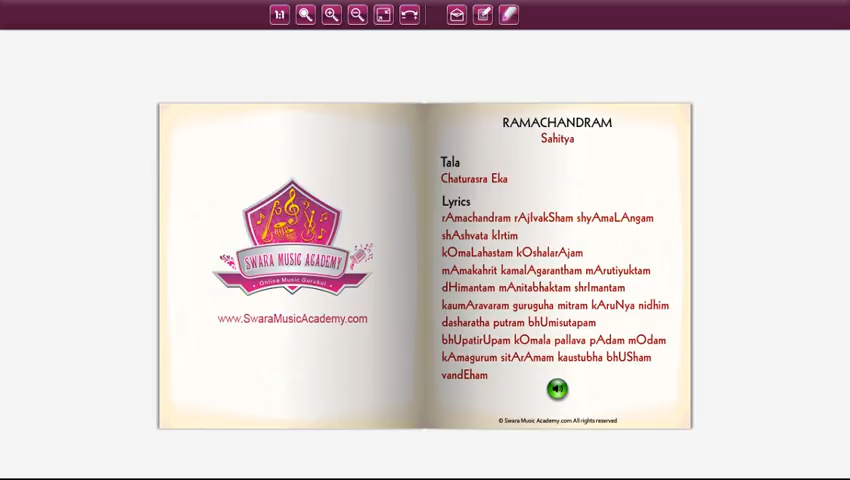 1:1
SWARA MUSIC ACADEMY
Online Music Gurukul
www.SwaraMusicAcademy.com
RAMACHANDRAM
Sahitya
Tala
Chaturasra Eka
Lyrics
rAmachandram rAjIvakSham shyAmaLAngam
shAshvata kIrtim
kOmaLahastam kOshalarAjam
mAmakahrit kamalAgarantham mArutiyuktam
dHimantam mAnitabhaktam shrImantam
kaumAravaram guruguha mitram kAruNya nidhim
dasharatha putram bhUmisutapam
bhUpatirUpam kOmala pallava pAdam mOdam
kAmagurum sitArAmam kaustubha bhUSham
vandEham
© Swara Music Academy.com All rights reserved